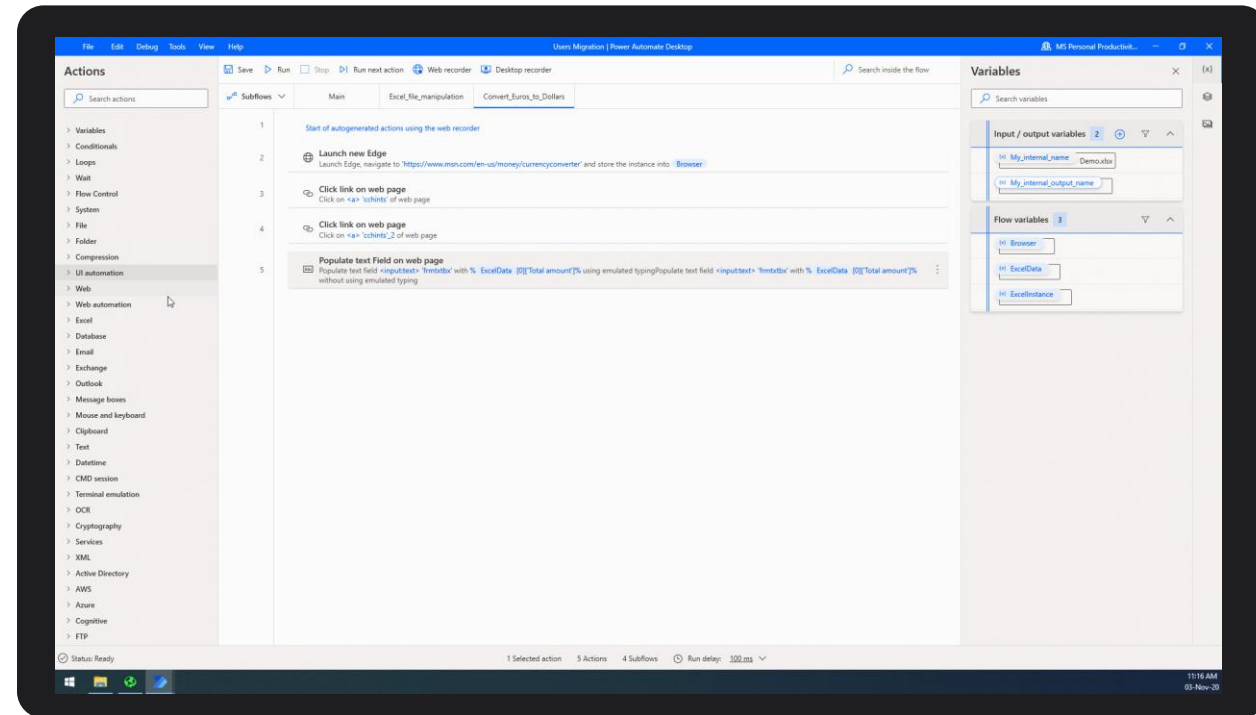 File Edit Debug Tools View Help
Users Migration | Power Automate Desktop
MS Personal Productivit...
Actions
Search actions
Variables
Conditionals
Loops
Wait
Flow Control
System
File
Folder
Compression
UI automation
Web
Web automation
Excel
Database
Email
Exchange
Outlook
Message boxes
Mouse and keyboard
Clipboard
Text
Datetime
CMD session
Terminal emulation
OCR
Cryptography
Services
XML
Active Directory
AWS
Azure
Cognitive
FTP
Save Run Stop Run next action Web recorder Desktop recorder Search inside the flow
Subflows Main Excel_file_manipulation Convert_Euros_to_Dollars
1 Start of autogenerated actions using the web recorder
2 Launch new Edge
Launch Edge, navigate to 'https://www.msn.com/en-us/money/currencyconverter' and store the instance into Browser
3 Click link on web page
Click on <a> 'cchints' of web page
4 Click link on web page
Click on <a> 'cchints'_2 of web page
5 Populate text Field on web page
Populate text field <input:text> 'frmtxtbx' with % ExcelData [0]['Total amount']% using emulated typingPopulate text field <input:text> 'frmtxtbx' with % ExcelData [0]['Total amount']%
without using emulated typing
Variables
{x}
Search variables
Input / output variables 2
{x} My_internal_name Demo.xlsx
{x} My_internal_output_name
Flow variables 3
{x} Browser
{x} ExcelData
{x} ExcelInstance
Status: Ready
1 Selected action 5 Actions 4 Subflows Run delay: 100 ms
11:16 AM
03-Nov-20